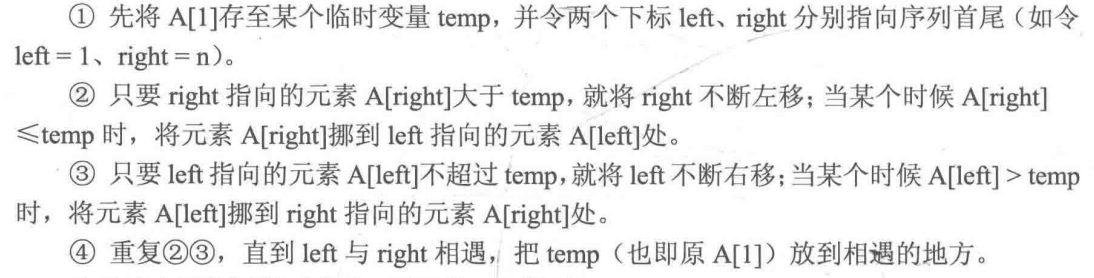 ① 先将 A[1]存至某个临时变量 temp，并令两个下标 left、right 分别指向序列首尾（如令
left = 1、right = n）。
② 只要 right 指向的元素 A[right]大于 temp，就将 right 不断左移；当某个时候 A[right]
≤temp 时，将元素 A[right]挪到 left 指向的元素 A[left]处。
③ 只要 left 指向的元素 A[left]不超过 temp，就将 left 不断右移；当某个时候 A[left] > temp
时，将元素 A[left]挪到 right 指向的元素 A[right]处。
④ 重复②③，直到 left 与 right 相遇，把 temp（也即原 A[1]）放到相遇的地方。